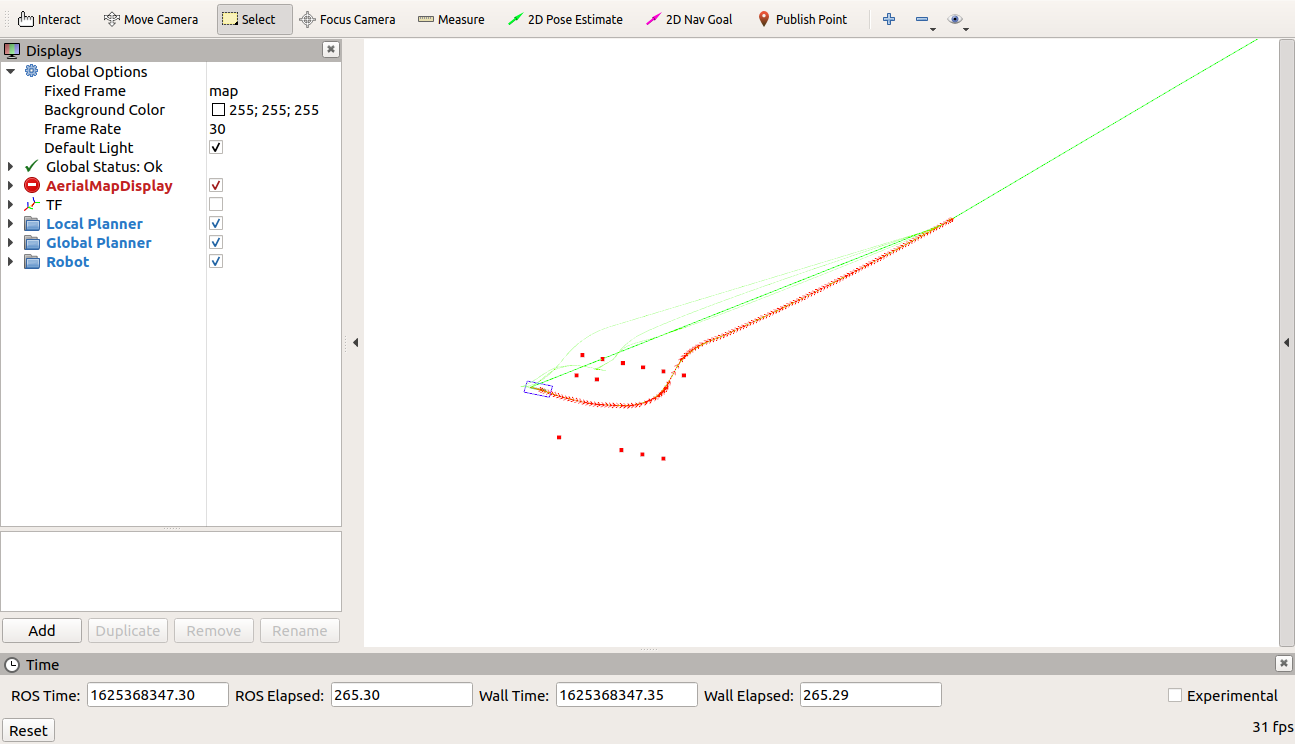 Interact Move Camera Select Focus Camera Measure 2D Pose Estimate 2D Nav Goal Publish Point
Displays
Global Options
Fixed Frame map
Background Color 255; 255; 255
Frame Rate 30
Default Light
Global Status: Ok
AerialMapDisplay
TF
Local Planner
Global Planner
Robot
Add Duplicate Remove Rename
Time
ROS Time: 1625368347.30 ROS Elapsed: 265.30 Wall Time: 1625368347.35 Wall Elapsed: 265.29 Experimental
Reset 31 fps